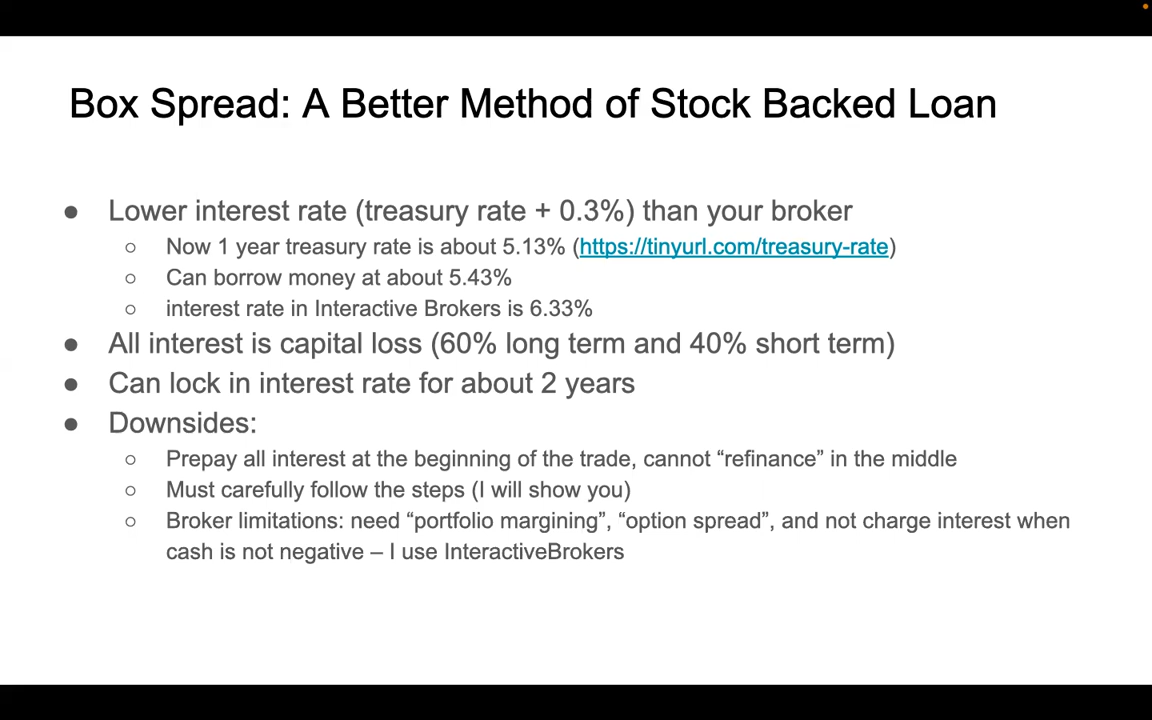 Box Spread: A Better Method of Stock Backed Loan
● Lower interest rate (treasury rate + 0.3%) than your broker
○ Now 1 year treasury rate is about 5.13% (https://tinyurl.com/treasury-rate)
○ Can borrow money at about 5.43%
○ interest rate in Interactive Brokers is 6.33%
● All interest is capital loss (60% long term and 40% short term)
● Can lock in interest rate for about 2 years
● Downsides:
○ Prepay all interest at the beginning of the trade, cannot “refinance” in the middle
○ Must carefully follow the steps (I will show you)
○ Broker limitations: need “portfolio margining”, “option spread”, and not charge interest when
cash is not negative – I use InteractiveBrokers